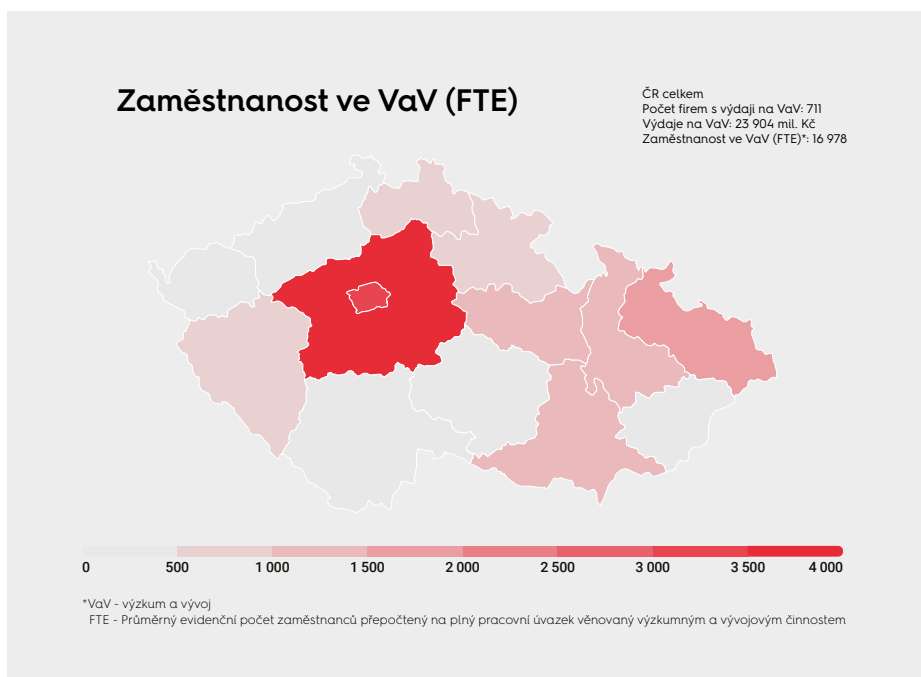 Zaměstnanost ve VaV (FTE)
ČR celkem
Počet firem s výdaji na VaV: 711
Výdaje na VaV: 23 904 mil. Kč
Zaměstnanost ve VaV (FTE)*: 16 978
0 500 1 000 1 500 2 000 2 500 3 000 3 500 4 000
*VaV - výzkum a vývoj
FTE - Průměrný evidenční počet zaměstnanců přepočtený na plný pracovní úvazek věnovaný výzkumným a vývojovým činnostem